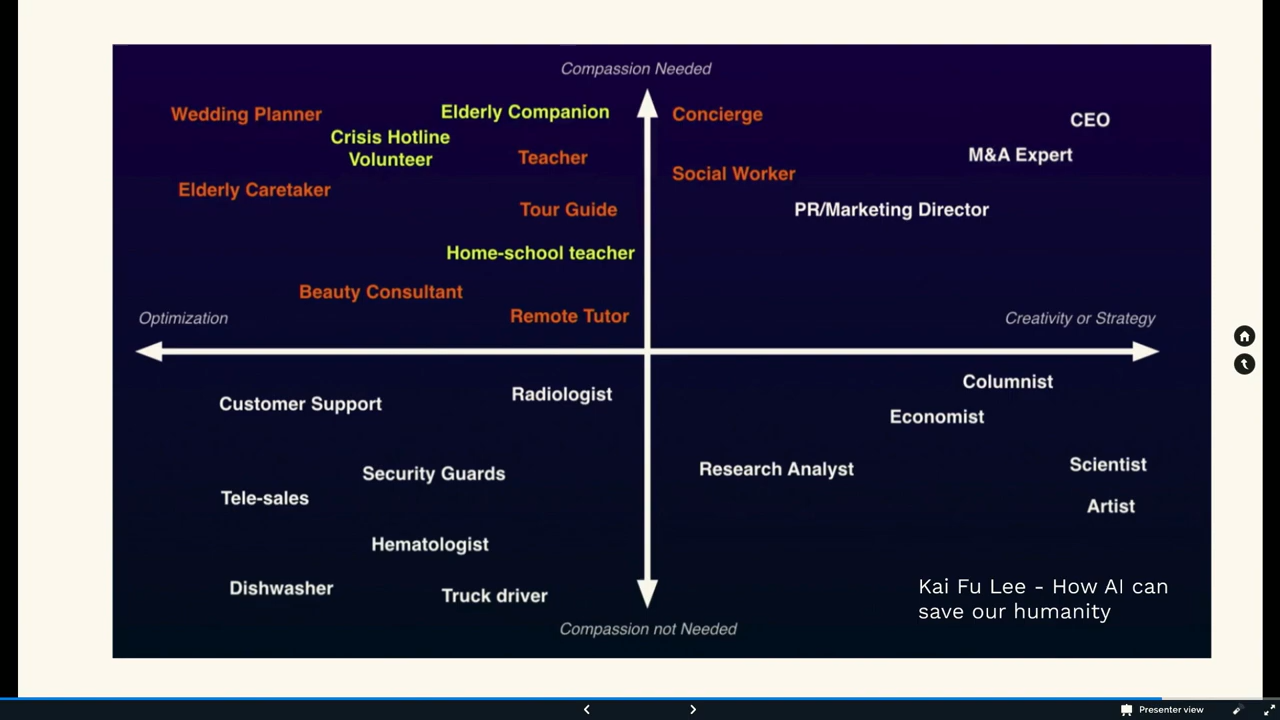 Compassion Needed
Wedding Planner
Elderly Companion
Concierge
CEO
Crisis Hotline
Volunteer
Teacher
M&A Expert
Elderly Caretaker
Social Worker
Tour Guide
PR/Marketing Director
Home-school teacher
Beauty Consultant
Remote Tutor
Optimization
Creativity or Strategy
Customer Support
Radiologist
Columnist
Economist
Security Guards
Research Analyst
Scientist
Tele-sales
Artist
Hematologist
Dishwasher
Truck driver
Kai Fu Lee - How AI can
save our humanity
Compassion not Needed
Presenter view